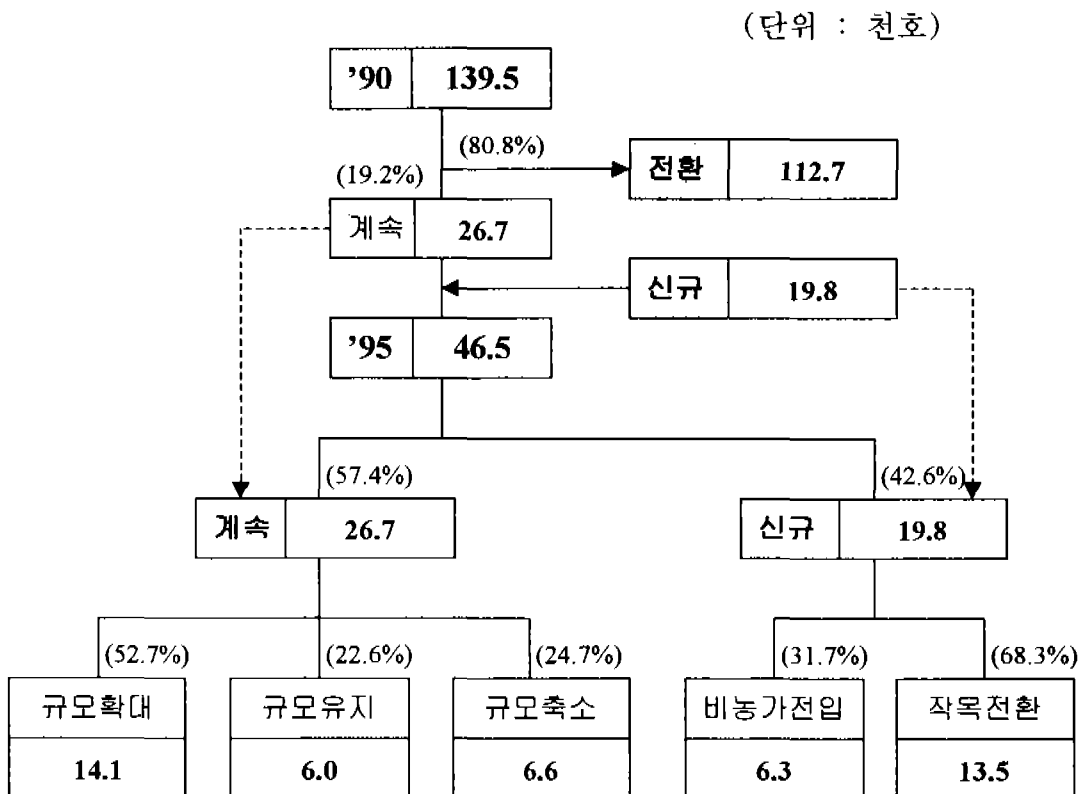 (단위 : 천호)
’90 139.5
(80.8%)
전환 112.7
(19.2%)
계속 26.7
신규 19.8
’95 46.5
(57.4%) (42.6%)
계속 26.7 신규 19.8
(52.7%) (22.6%) (24.7%) (31.7%) (68.3%)
규모확대 규모유지 규모축소 비농가전입 작목전환
14.1 6.0 6.6 6.3 13.5